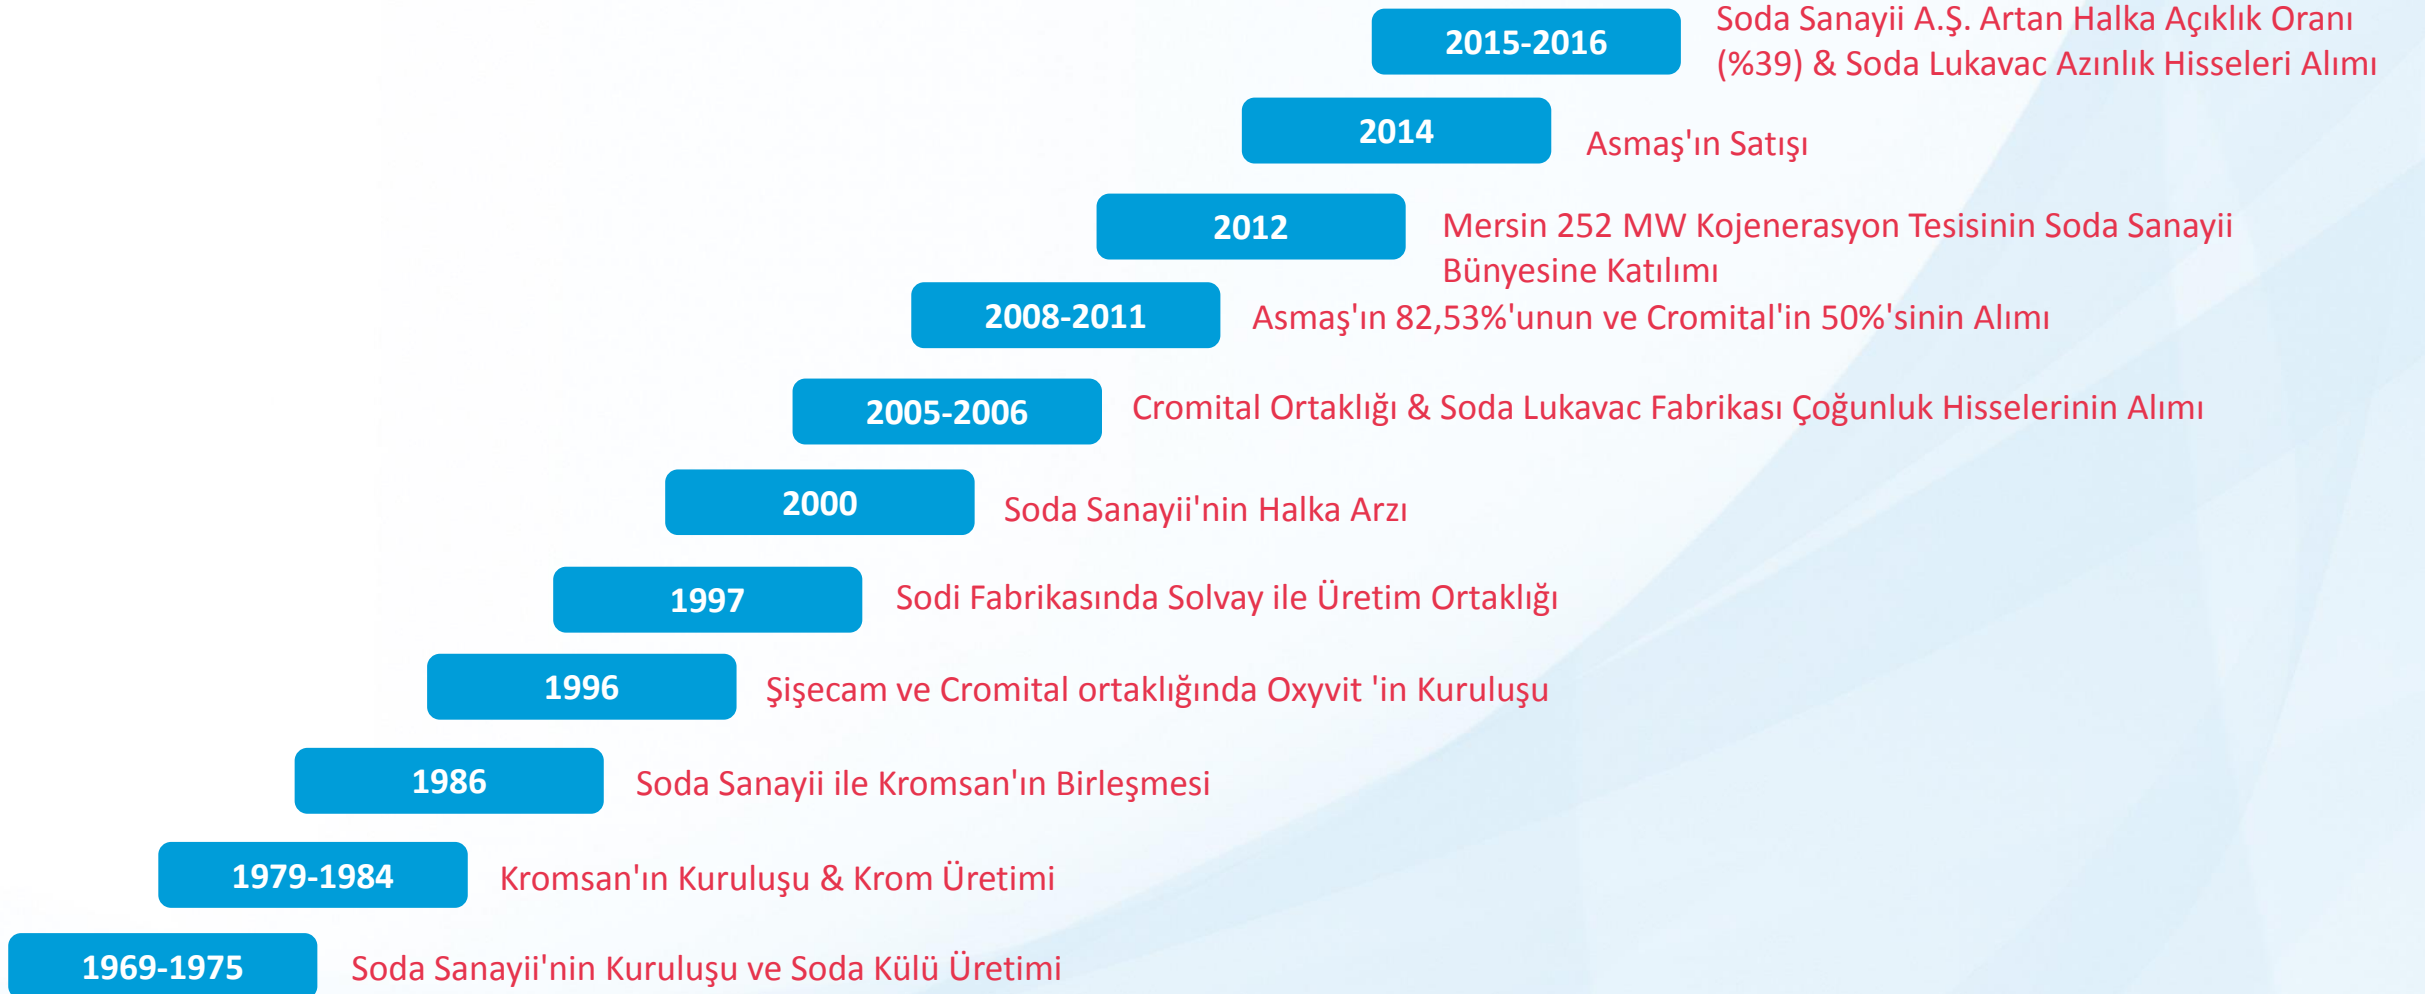 2015-2016
Soda Sanayii A.Ş. Artan Halka Açıklık Oranı
(%39) & Soda Lukavac Azınlık Hisseleri Alımı
2014
Asmaş'ın Satışı
2012
Mersin 252 MW Kojenerasyon Tesisinin Soda Sanayii
Bünyesine Katılımı
2008-2011
Asmaş'ın 82,53%'unun ve Cromital'in 50%'sinin Alımı
2005-2006
Cromital Ortaklığı & Soda Lukavac Fabrikası Çoğunluk Hisselerinin Alımı
2000
Soda Sanayii'nin Halka Arzı
1997
Sodi Fabrikasında Solvay ile Üretim Ortaklığı
1996
Şişecam ve Cromital ortaklığında Oxyvit 'in Kuruluşu
1986
Soda Sanayii ile Kromsan'ın Birleşmesi
1979-1984
Kromsan'ın Kuruluşu & Krom Üretimi
1969-1975
Soda Sanayii'nin Kuruluşu ve Soda Külü Üretimi